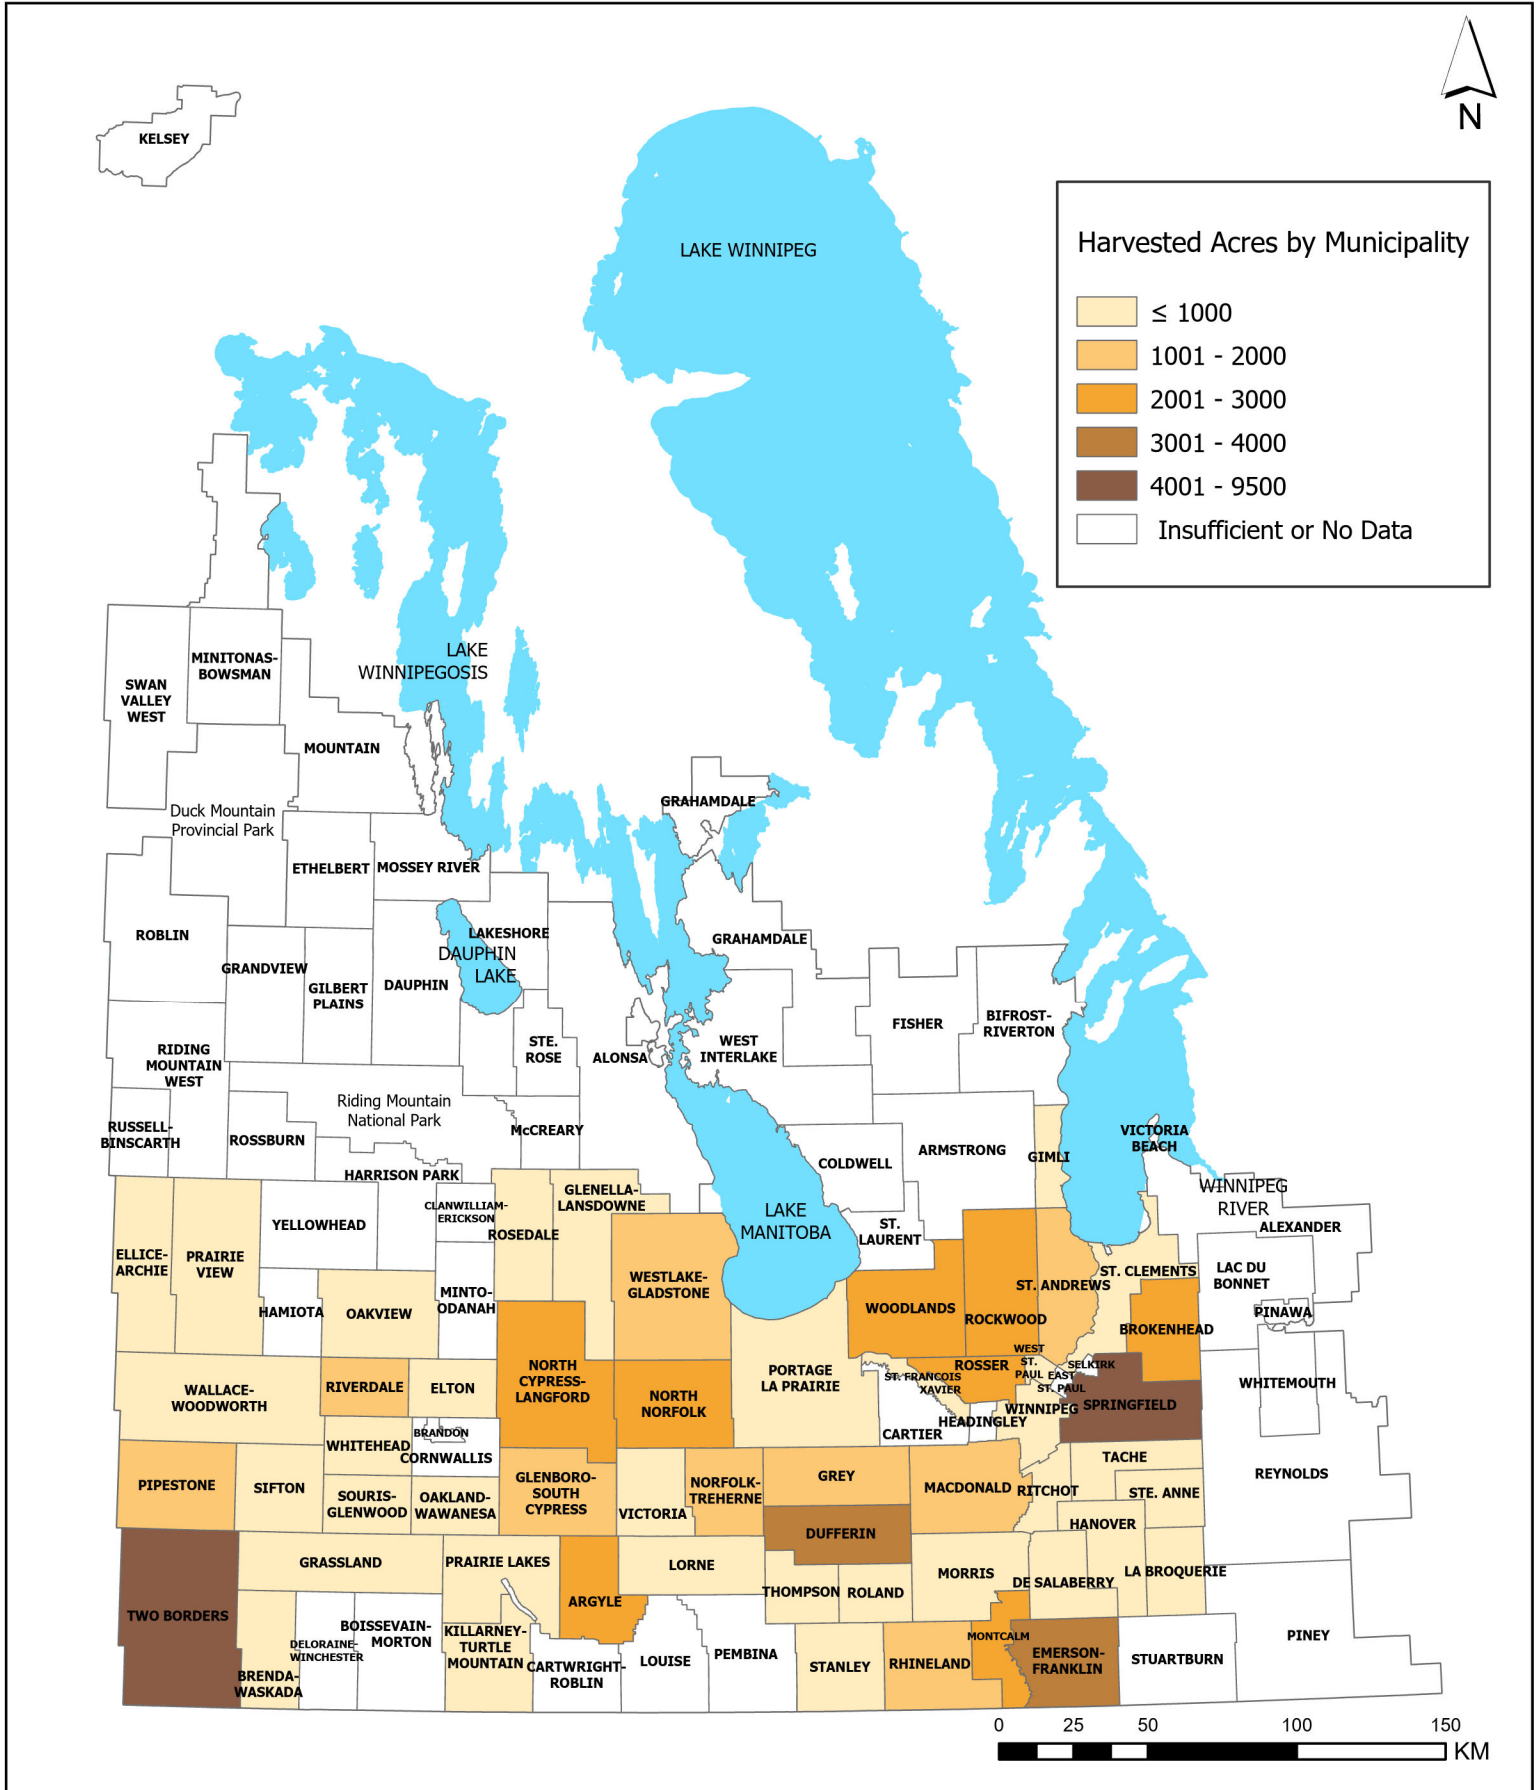 N
KELSEY
LAKE WINNIPEG
Harvested Acres by Municipality
≤ 1000
1001 - 2000
2001 - 3000
3001 - 4000
4001 - 9500
Insufficient or No Data
LAKE
WINNIPEGOSIS
MINITONAS-
BOWSMAN
SWAN
VALLEY
WEST
MOUNTAIN
Duck Mountain
Provincial Park
GRAHAMDALE
ETHELBERT
MOSSEY RIVER
ROBLIN
LAKESHORE
DAUPHIN
LAKE
GRAHAMDALE
GRANDVIEW
GILBERT
PLAINS
DAUPHIN
FISHER
BIFROST-
RIVERTON
RIDING
MOUNTAIN
WEST
STE.
ROSE
ALONSA
WEST
INTERLAKE
Riding Mountain
National Park
RUSSELL-
BINSCARTH
ROSSBURN
McCREARY
VICTORIA
BEACH
HARRISON PARK
COLDWELL
ARMSTRONG
GIMLI
GLENELLA-
LANSDOWNE
WINNIPEG
RIVER
YELLOWHEAD
CLANWILLIAM-
ERICKSON
ROSEDALE
LAKE
MANITOBA
ST.
LAURENT
ALEXANDER
ELLICE-
ARCHIE
PRAIRIE
VIEW
WESTLAKE-
GLADSTONE
ST. ANDREWS
ST. CLEMENTS
LAC DU
BONNET
HAMIOTA
OAKVIEW
MINTO-
ODANAH
WOODLANDS
ROCKWOOD
BROKENHEAD
PINAWA
WALLACE-
WOODWORTH
RIVERDALE
ELTON
NORTH
CYPRESS-
LANGFORD
NORTH
NORFOLK
PORTAGE
LA PRAIRIE
ST. FRANCOIS
XAVIER
ROSSER
WEST
ST.
PAUL
EAST
ST. PAUL
SELKIRK
WHITEMOUTH
SPRINGFIELD
WINNIPEG
HEADINGLEY
CARTIER
WHITEHEAD
BRANDON
CORNWALLIS
TACHE
PIPESTONE
SIFTON
SOURIS-
GLENWOOD
OAKLAND-
WAWANESA
GLENBORO-
SOUTH
CYPRESS
VICTORIA
NORFOLK-
TREHERNE
GREY
MACDONALD
RITCHOT
STE. ANNE
REYNOLDS
HANOVER
DUFFERIN
GRASSLAND
PRAIRIE LAKES
LORNE
MORRIS
DE SALABERRY
LA BROQUERIE
THOMPSON
ROLAND
TWO BORDERS
ARGYLE
BOISSEVAIN-
MORTON
DELORAINE-
WINCHESTER
KILLARNEY-
TURTLE
MOUNTAIN
CARTWRIGHT-
ROBLIN
LOUISE
PEMBINA
STANLEY
RHINELAND
MONTCALM
EMERSON-
FRANKLIN
STUARTBURN
PINEY
BRENDA-
WASKADA
0 25 50 100 150
KM